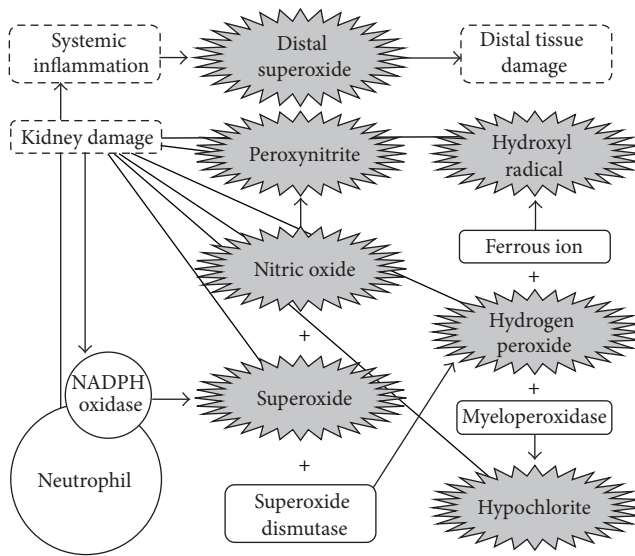 Systemic
inflammation
Distal
superoxide
Distal tissue
damage
Kidney damage
Peroxynitrite
Hydroxyl
radical
Ferrous ion
+
Nitric oxide
Hydrogen
peroxide
+
+
NADPH
oxidase
Superoxide
Myeloperoxidase
+
Neutrophil
Superoxide
dismutase
Hypochlorite